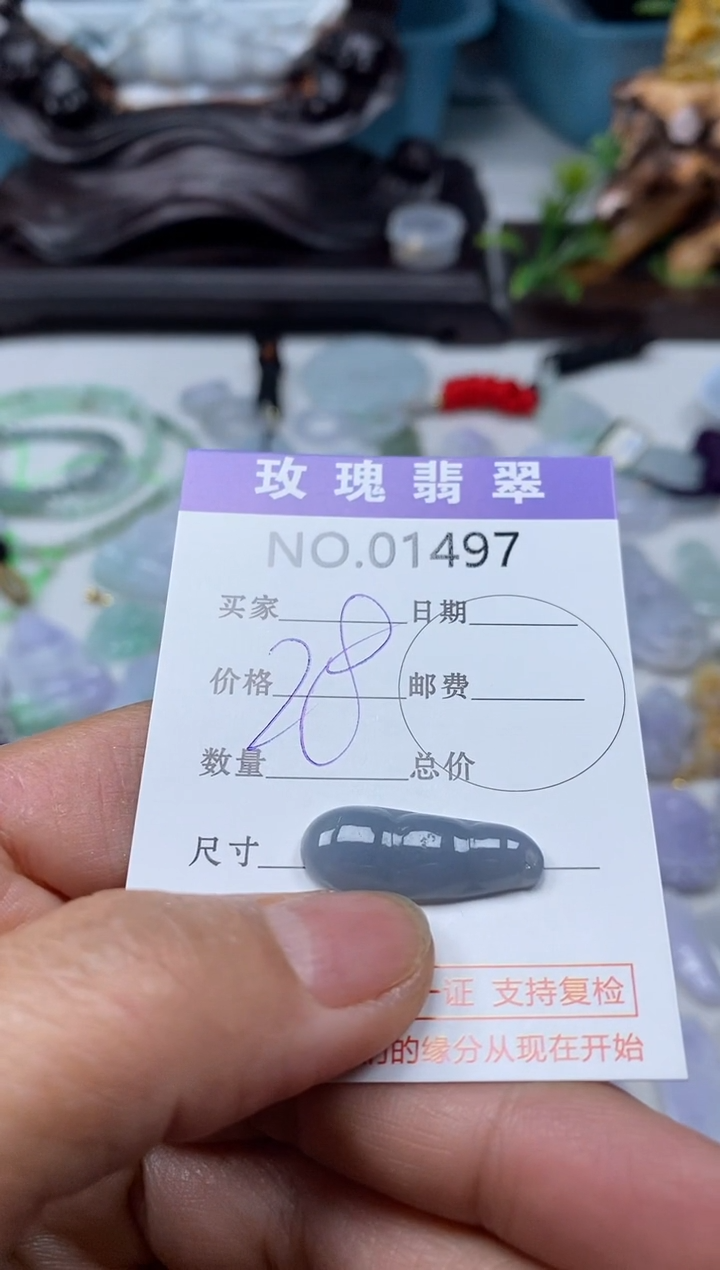 玫瑰翡翠
NO.01497
买家 日期
28
价格 邮费
数量 总价
尺寸
一证 支持复检
的缘分从现在开始